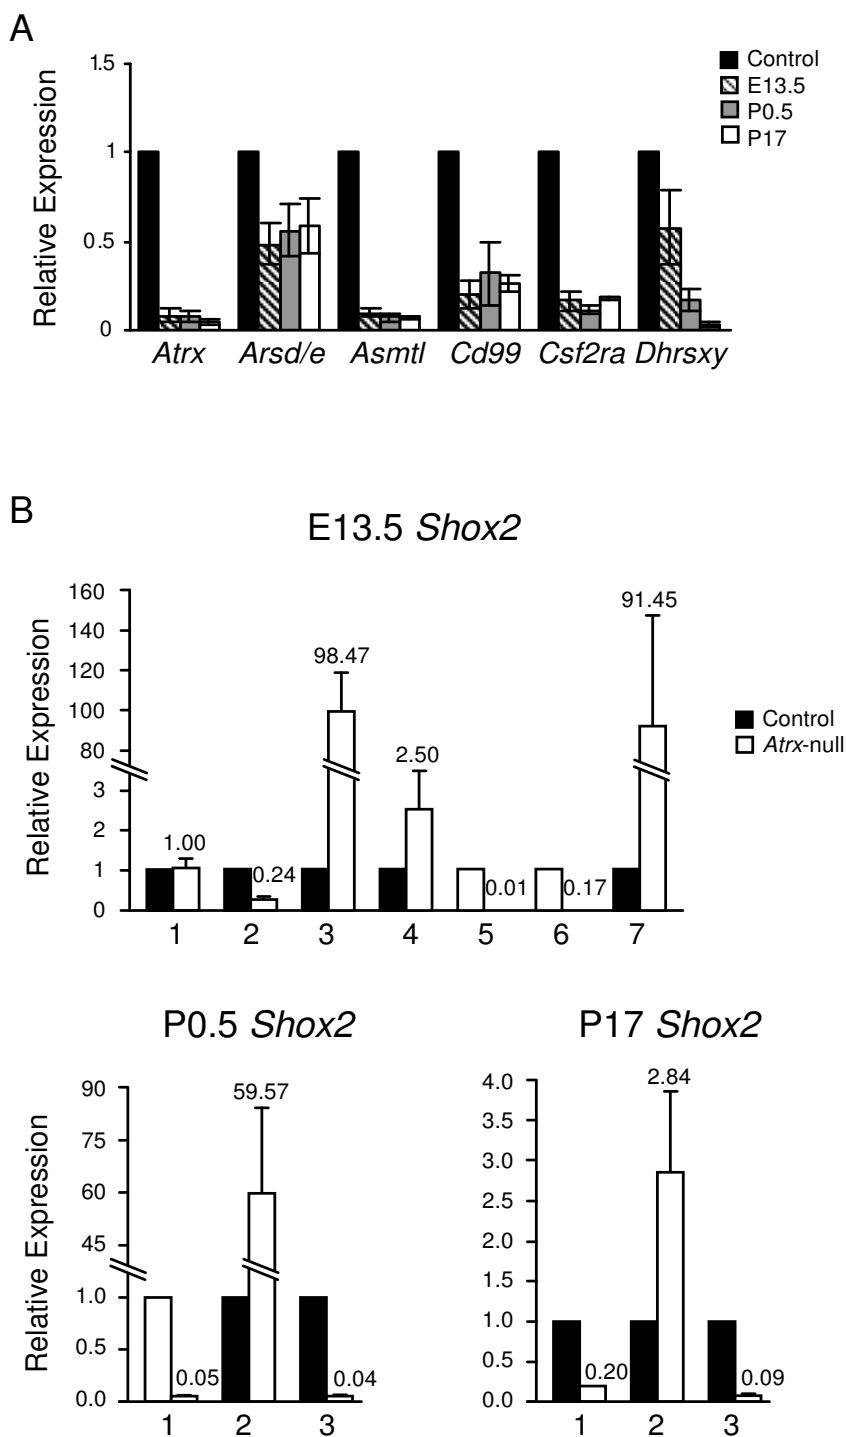 A
Relative Expression
1.5
1
0.5
0
Control
E13.5
P0.5
P17
Atrx Arsd/e Asmtl Cd99 Csf2ra Dhrsxy
B
E13.5 Shox2
Relative Expression
160
140
120
100
80
3
2
1
0
1.00
0.24
98.47
2.50
0.01
0.17
91.45
Control
Atrx-null
1 2 3 4 5 6 7
P0.5 Shox2
Relative Expression
90
75
60
45
1.0
0.5
0.0
0.05
59.57
0.04
1 2 3
P17 Shox2
4.0
3.5
3.0
2.5
2.0
1.5
1.0
0.5
0.0
0.20
2.84
0.09
1 2 3